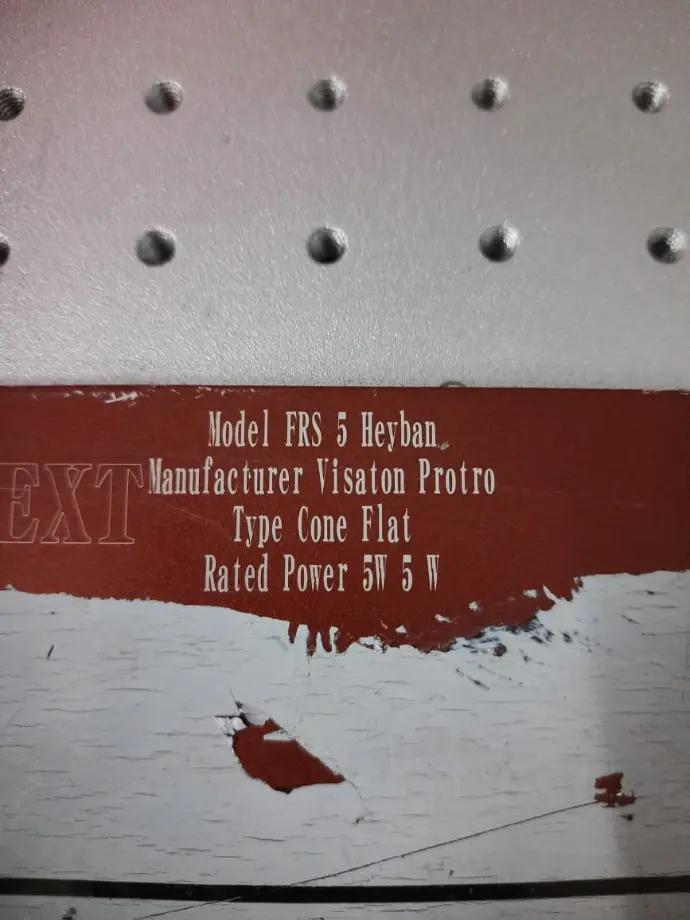 Model FRS 5 Heyban
EXT
Manufacturer Visaton Protro
Type Cone Flat
Rated Power 5W 5 W